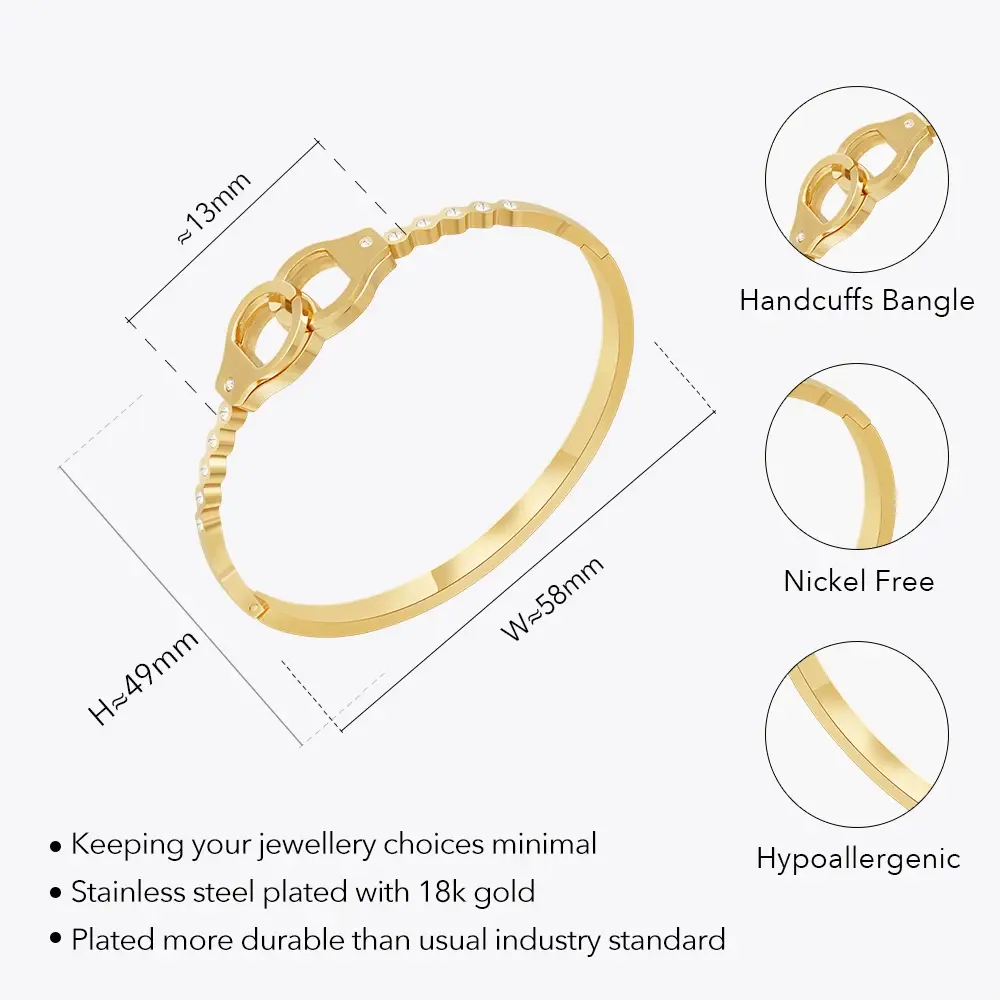 ≈13mm
Handcuffs Bangle
Nickel Free
W≈58mm
H≈49mm
Hypoallergenic
• Keeping your jewellery choices minimal
• Stainless steel plated with 18k gold
• Plated more durable than usual industry standard